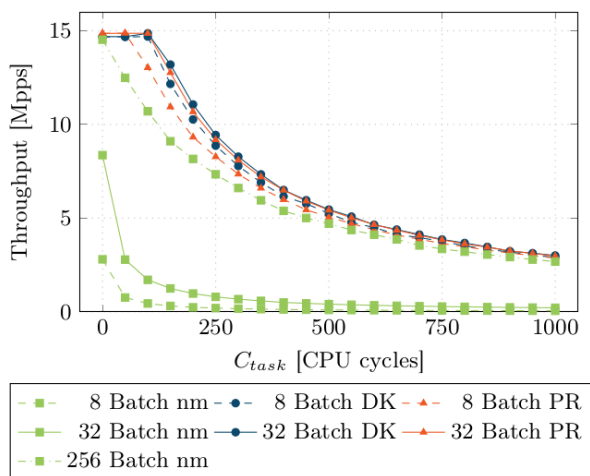 15
10
5
0
Throughput [Mpps]
0 250 500 750 1000
C_task [CPU cycles]
8 Batch nm 8 Batch DK 8 Batch PR
32 Batch nm 32 Batch DK 32 Batch PR
256 Batch nm